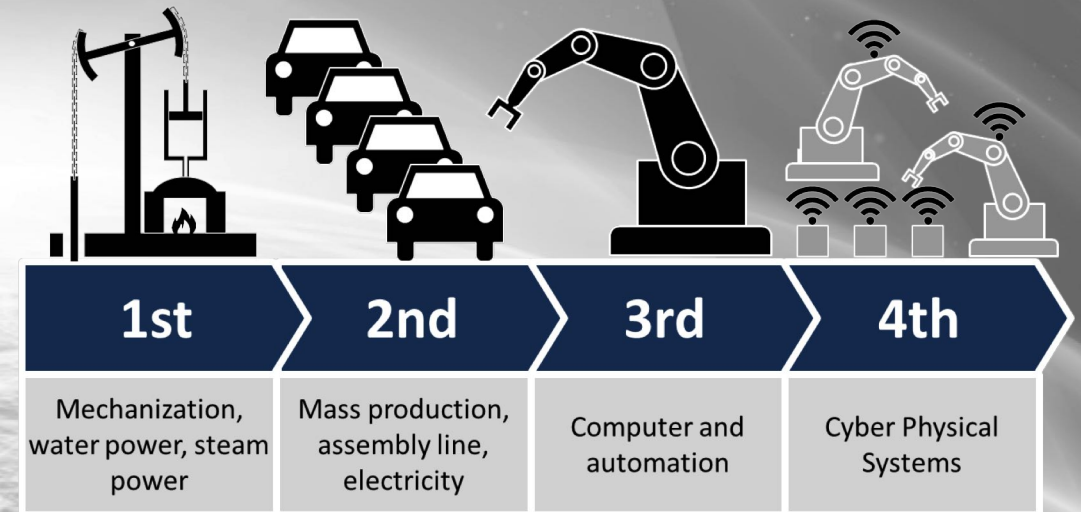 1st
2nd
3rd
4th
Mechanization,
water power, steam
power
Mass production,
assembly line,
electricity
Computer and
automation
Cyber Physical
Systems